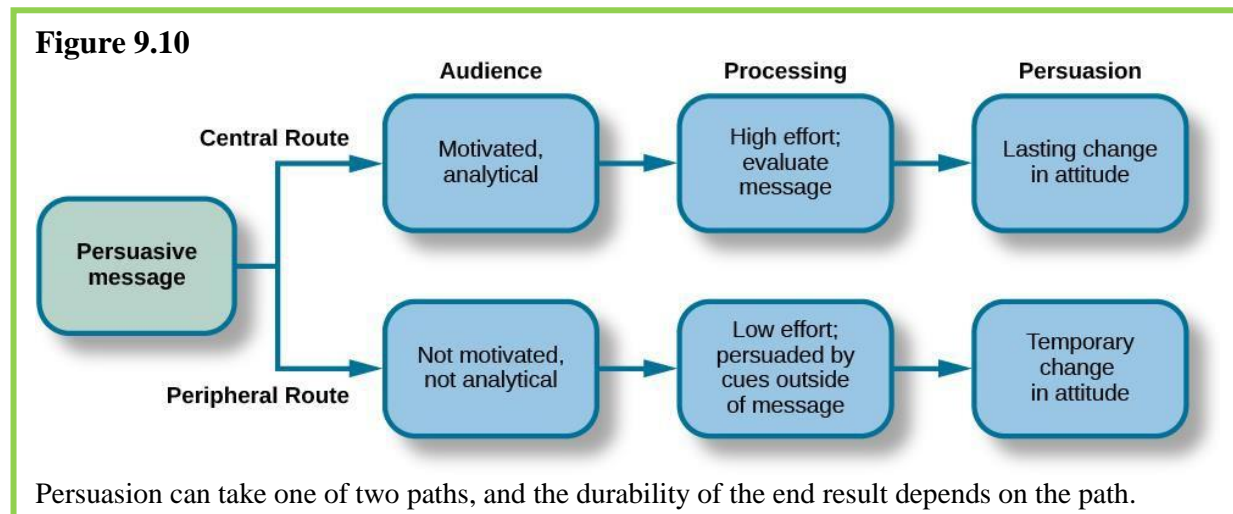 Figure 9.10
Audience
Processing
Persuasion
Central Route
Motivated,
analytical
High effort;
evaluate
message
Lasting change
in attitude
Persuasive
message
Peripheral Route
Not motivated,
not analytical
Low effort;
persuaded by
cues outside
of message
Temporary
change
in attitude
Persuasion can take one of two paths, and the durability of the end result depends on the path.